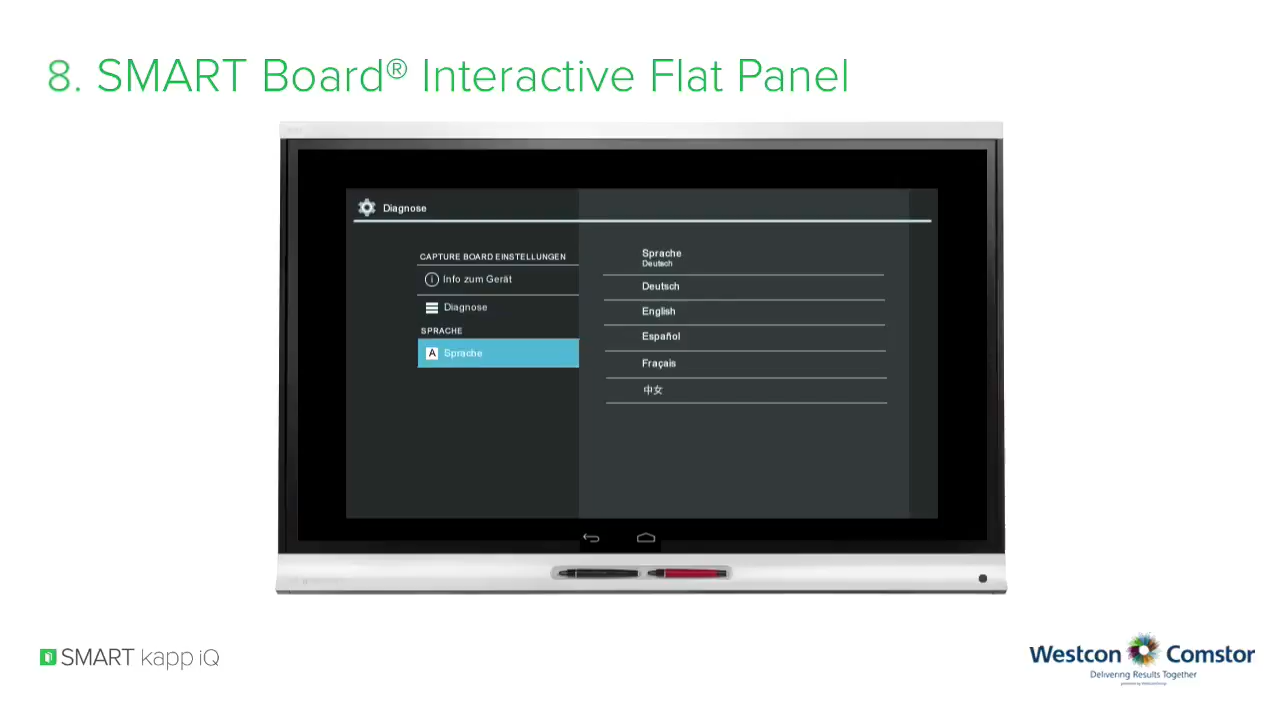 8. SMART Board® Interactive Flat Panel
Diagnose
CAPTURE BOARD EINSTELLUNGEN
Info zum Gerät
Diagnose
SPRACHE
A Sprache
Sprache
Deutsch
Deutsch
English
Español
Fraçais
中女
SMART kapp iQ
Westcon Comstor
Delivering Results Together